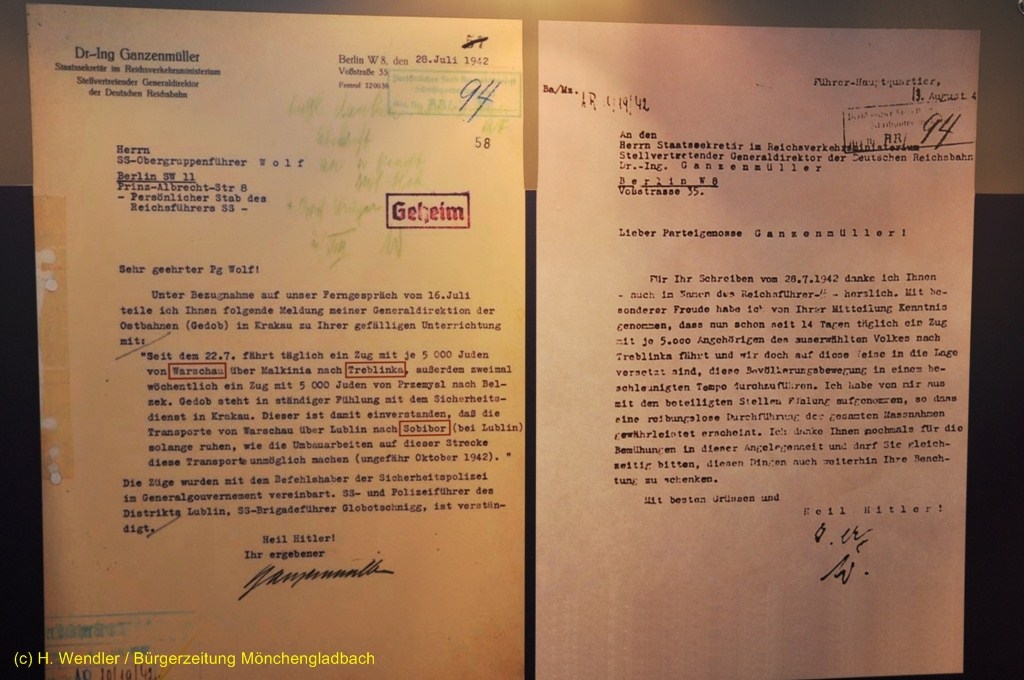 Dr-Ing Ganzenmüller
Staatssekretär im Reichsverkehrsministerium
Stellvertretender Generaldirektor
der Deutschen Reichsbahn
Berlin W 8, den 28. Juli 1942
Voßstraße 35
Fernruf 120036
94
58
Herrn
SS-Obergruppenführer W o l f
Berlin SW 11
Prinz-Albrecht-Str 8
- Persönlicher Stab des
Reichsführers SS -
Geheim
Sehr geehrter Pg Wolf!
Unter Bezugnahme auf unser Ferngespräch vom 16.Juli
teile ich Ihnen folgende Meldung meiner Generaldirektion der
Ostbahnen (Gedob) in Krakau zu Ihrer gefälligen Unterrichtung
mit:
"Seit dem 22.7. fährt täglich ein Zug mit je 5 000 Juden
von Warschau über Malkinia nach Treblinka, außerdem zweimal
wöchentlich ein Zug mit 5 000 Juden von Przemysl nach Bel-
zek. Gedob steht in ständiger Fühlung mit dem Sicherheits-
dienst in Krakau. Dieser ist damit einverstanden, daß die
Transporte von Warschau über Lublin nach Sobibor (bei Lublin)
solange ruhen, wie die Umbauarbeiten auf dieser Strecke
diese Transporte unmöglich machen (ungefähr Oktober 1942). "
Die Züge wurden mit dem Befehlshaber der Sicherheitspolizei
im Generalgouvernement vereinbart. SS- und Polizeiführer des
Distrikts Lublin, SS-Brigadeführer Globotschnigg, ist verstän-
digt.
Heil Hitler!
Ihr ergebener
Ganzenmüller
Führer-Hauptquartier,
13. August 4
Ba/Mz.
94
An den
Herrn Staatssekretär im Reichsverkehrsministerium
Stellvertretender Generaldirektor der Deutschen Reichsbahn
Dr.-Ing. G a n z e n m ü l l e r
B e r l i n W 8
Voßstrasse 35.
Lieber Parteigenosse G a n z e n m ü l l e r !
Für Ihr Schreiben vom 28.7.1942 danke ich Ihnen
- auch im Namen des Reichsführer-SS - herzlich. Mit be-
sonderer Freude habe ich von Ihrer Mitteilung Kenntnis
genommen, dass nun schon seit 14 Tagen täglich ein Zug
mit je 5.000 Angehörigen des auserwählten Volkes nach
Treblinka fährt und wir doch auf diese Weise in die Lage
versetzt sind, diese Bevölkerungsbewegung in einem be-
schleunigten Tempo durchzuführen. Ich habe von mir aus
mit den beteiligten Stellen Fühlung aufgenommen, so dass
eine reibungslose Durchführung der gesamten Massnahmen
gewährleistet erscheint. Ich danke Ihnen nochmals für die
Bemühungen in dieser Angelegenheit und darf Sie gleich-
zeitig bitten, diesen Dingen auch weiterhin Ihre Beach-
tung zu schenken.
Mit besten Grüssen und
H e i l H i t l e r !
W.
(c) H. Wendler / Bürgerzeitung Mönchengladbach